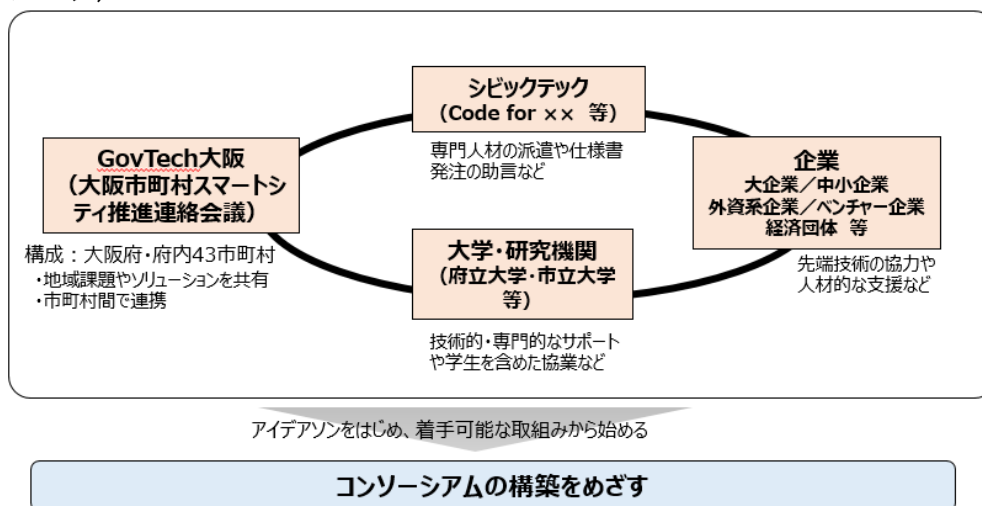 シビックテック
（Code for ×× 等）
専門人材の派遣や仕様書
発注の助言など
GovTech大阪
（大阪市町村スマートシ
ティ推進連絡会議）
構成：大阪府・府内43市町村
・地域課題やソリューションを共有
・市町村間で連携
企業
大企業／中小企業
外資系企業／ベンチャー企業
経済団体 等
先端技術の協力や
人材的な支援など
大学・研究機関
（府立大学・市立大学
等）
技術的・専門的なサポート
や学生を含めた協業など
アイデアソンをはじめ、着手可能な取組みから始める
コンソーシアムの構築をめざす